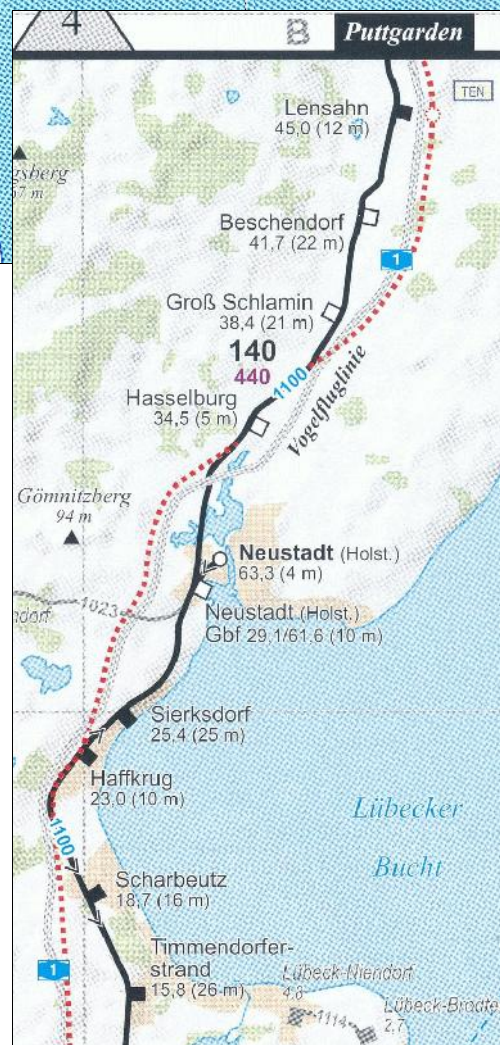 4
B
Puttgarden
TEN
Lensahn
45,0 (12 m)
67 m
Beschendorf
41,7 (22 m)
1
Groß Schlamin
38,4 (21 m)
140
440
1100
Hasselburg
34,5 (5 m)
Vogelfluglinie
Gömnitzberg
94 m
Neustadt (Holst.)
63,3 (4 m)
1023
Neustadt (Holst.)
Gbf 29,1/61,6 (10 m)
Sierksdorf
25,4 (25 m)
Haffkrug
23,0 (10 m)
Lübecker
Bucht
1100
Scharbeutz
18,7 (16 m)
Timmendorfer-
strand
15,8 (26 m)
1
Lübeck-Niendorf
4,8
1114
Lübeck-Brodte
2,7